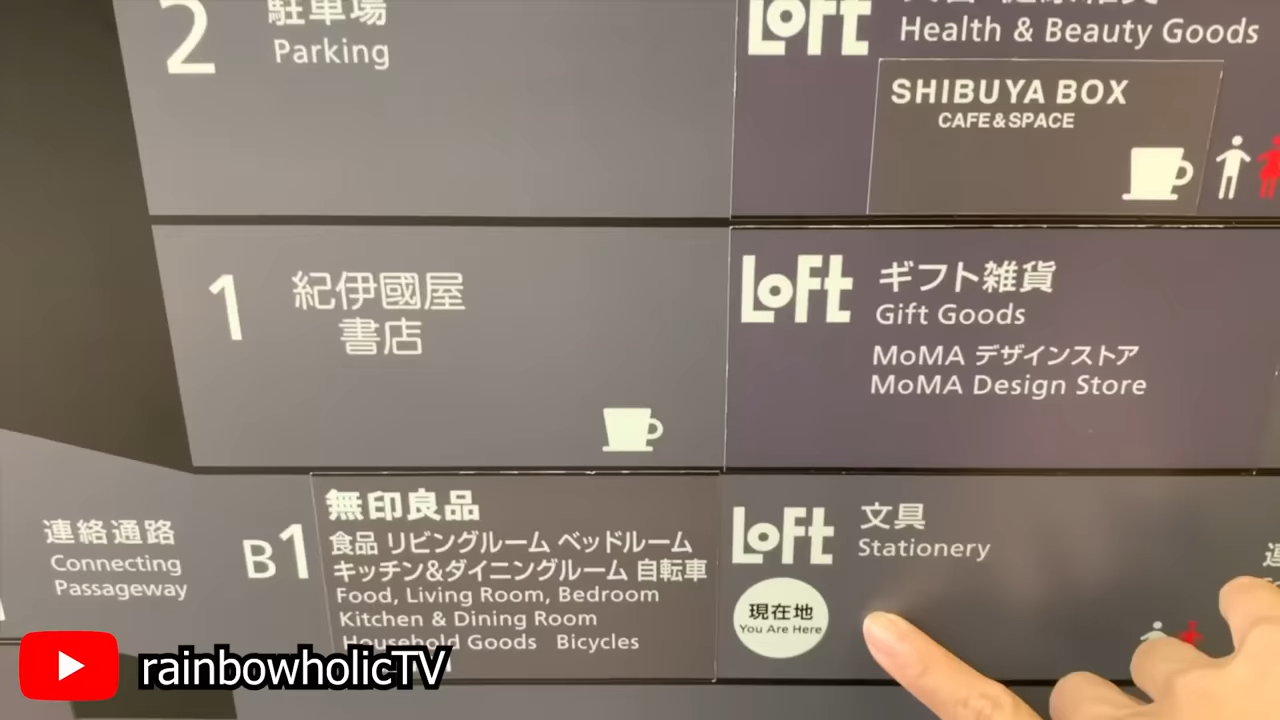 2
駐車場
Parking
LOFT
Health & Beauty Goods
SHIBUYA BOX
CAFE&SPACE
1
紀伊國屋
書店
LOFT
ギフト雑貨
Gift Goods
MoMA デザインストア
MoMA Design Store
連絡通路
Connecting
Passageway
B1
無印良品
食品 リビングルーム ベッドルーム
キッチン&ダイニングルーム 自転車
Food, Living Room, Bedroom
Kitchen & Dining Room
Household Goods Bicycles
LOFT
文具
Stationery
現在地
You Are Here
rainbowholicTV